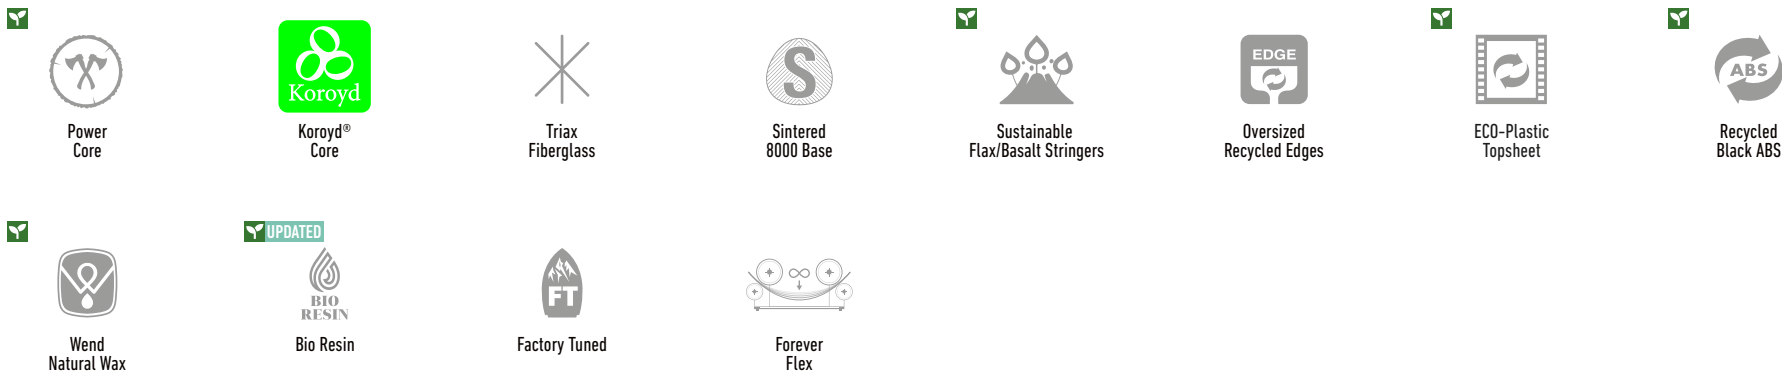 Koroyd
S
EDGE
ABS
Power
Core
Koroyd®
Core
Triax
Fiberglass
Sintered
8000 Base
Sustainable
Flax/Basalt Stringers
Oversized
Recycled Edges
ECO-Plastic
Topsheet
Recycled
Black ABS
UPDATED
BIO
RESIN
FT
Wend
Natural Wax
Bio Resin
Factory Tuned
Forever
Flex